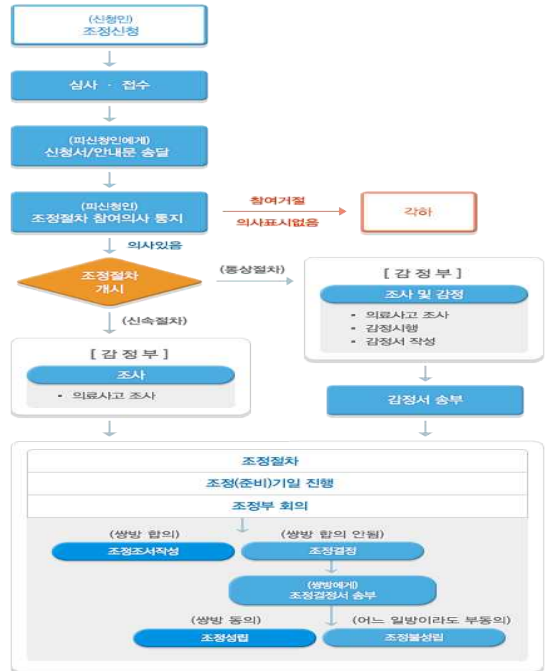 (신청인)
조정신청
심사 · 접수
(피신청인에게)
신청서/안내문 송달
(피신청인)
조정절차 참여의사 통지
참여거절
의사표시없음
각하
의사있음
조정절차
개시
(통상절차)
(신속절차)
[ 감 정 부 ]
조사 및 감정
• 의료사고 조사
• 감정시행
• 감정서 작성
[ 감 정 부 ]
조사
• 의료사고 조사
감정서 송부
조정절차
조정(준비)기일 진행
조정부 회의
(쌍방 합의)
(쌍방 합의 안됨)
조정조서작성
조정결정
(쌍방에게)
조정결정서 송부
(쌍방 동의)
(어느 일방이라도 부동의)
조정성립
조정불성립